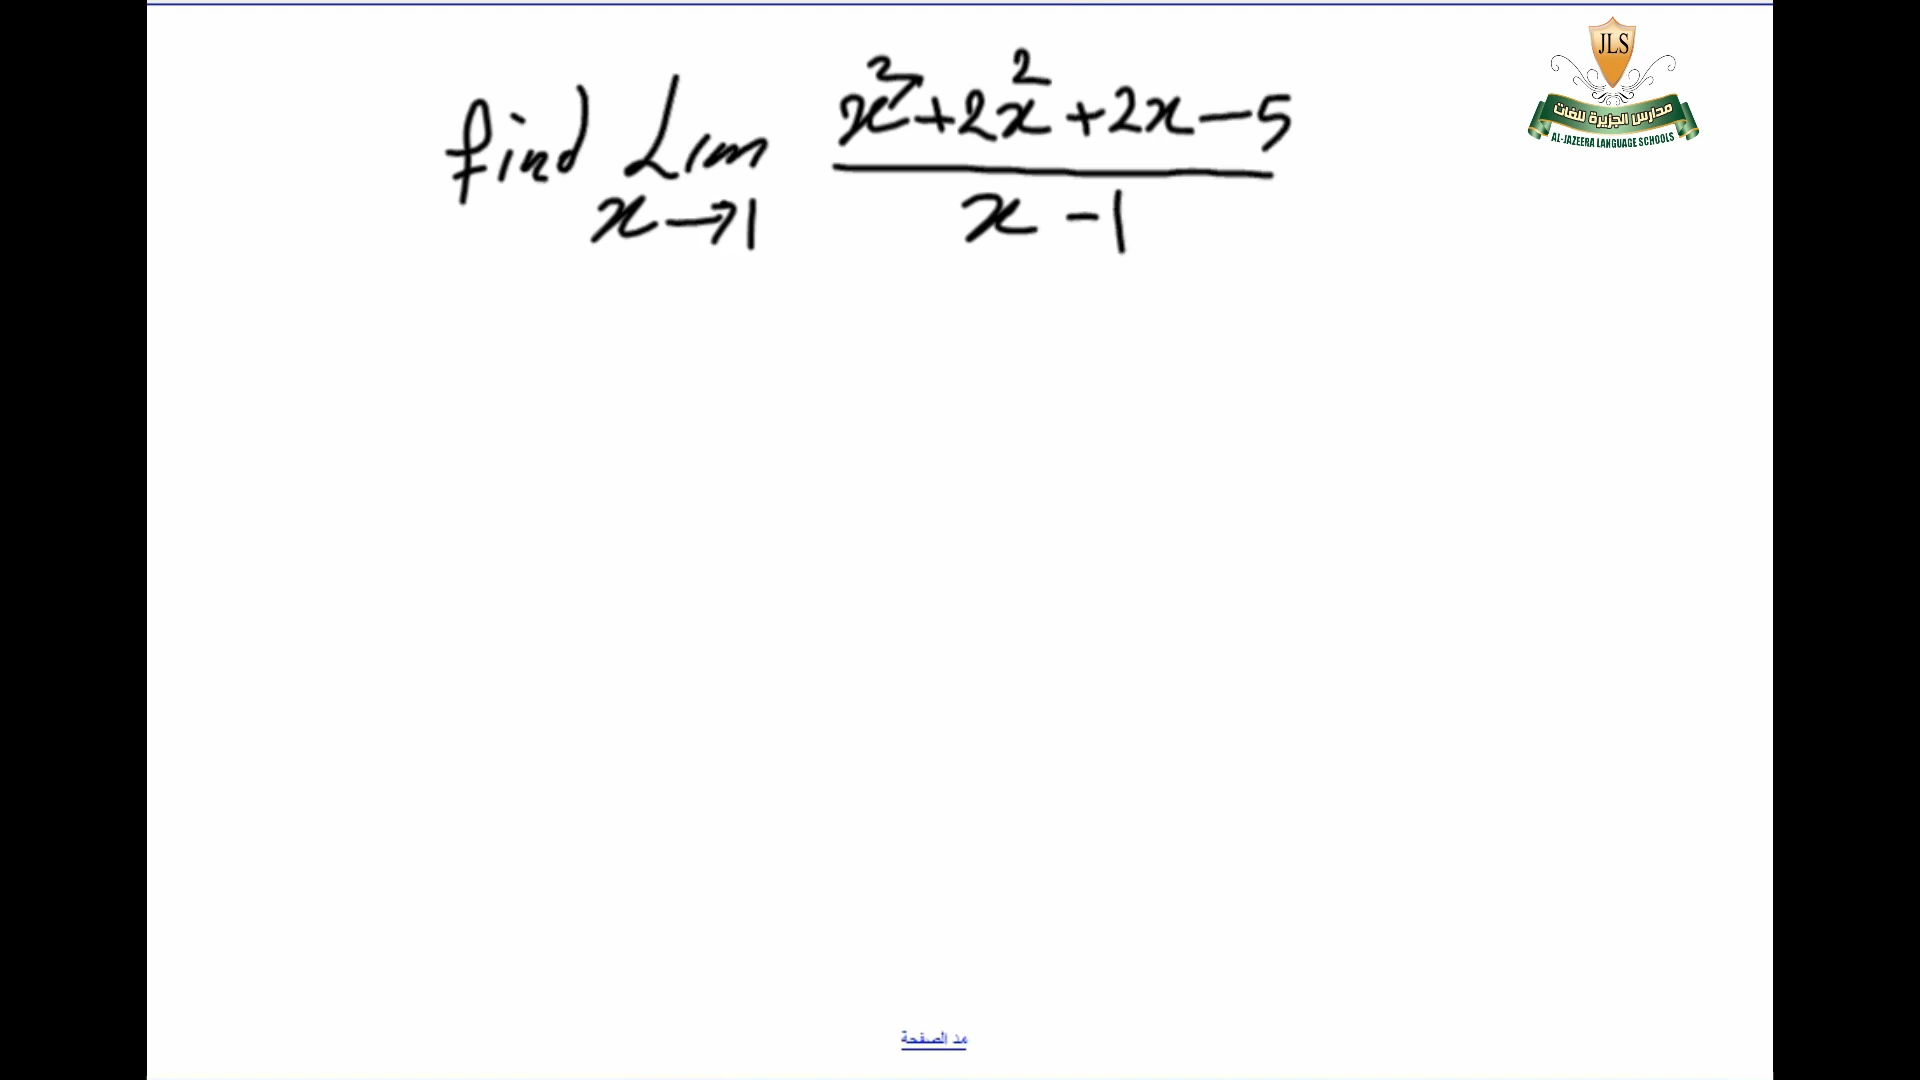 find Lim x³+2x²+2x-5
x→1 x-1
JLS
مدارس الجزيرة للغات
AL-JAZEERA LANGUAGE SCHOOLS
مد الصفحة